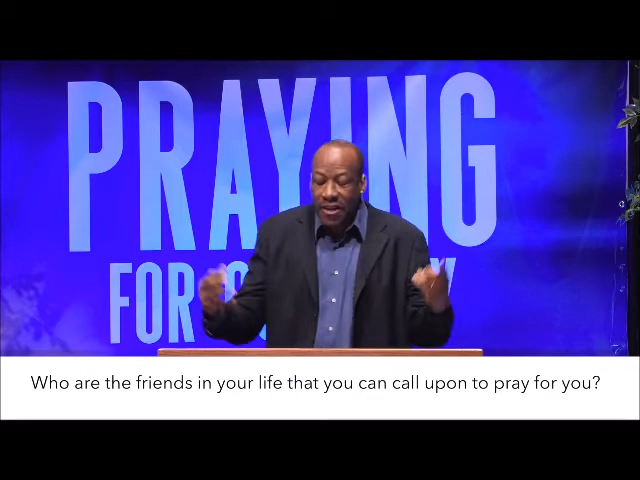 PRAYING
FOR
Who are the friends in your life that you can call upon to pray for you?